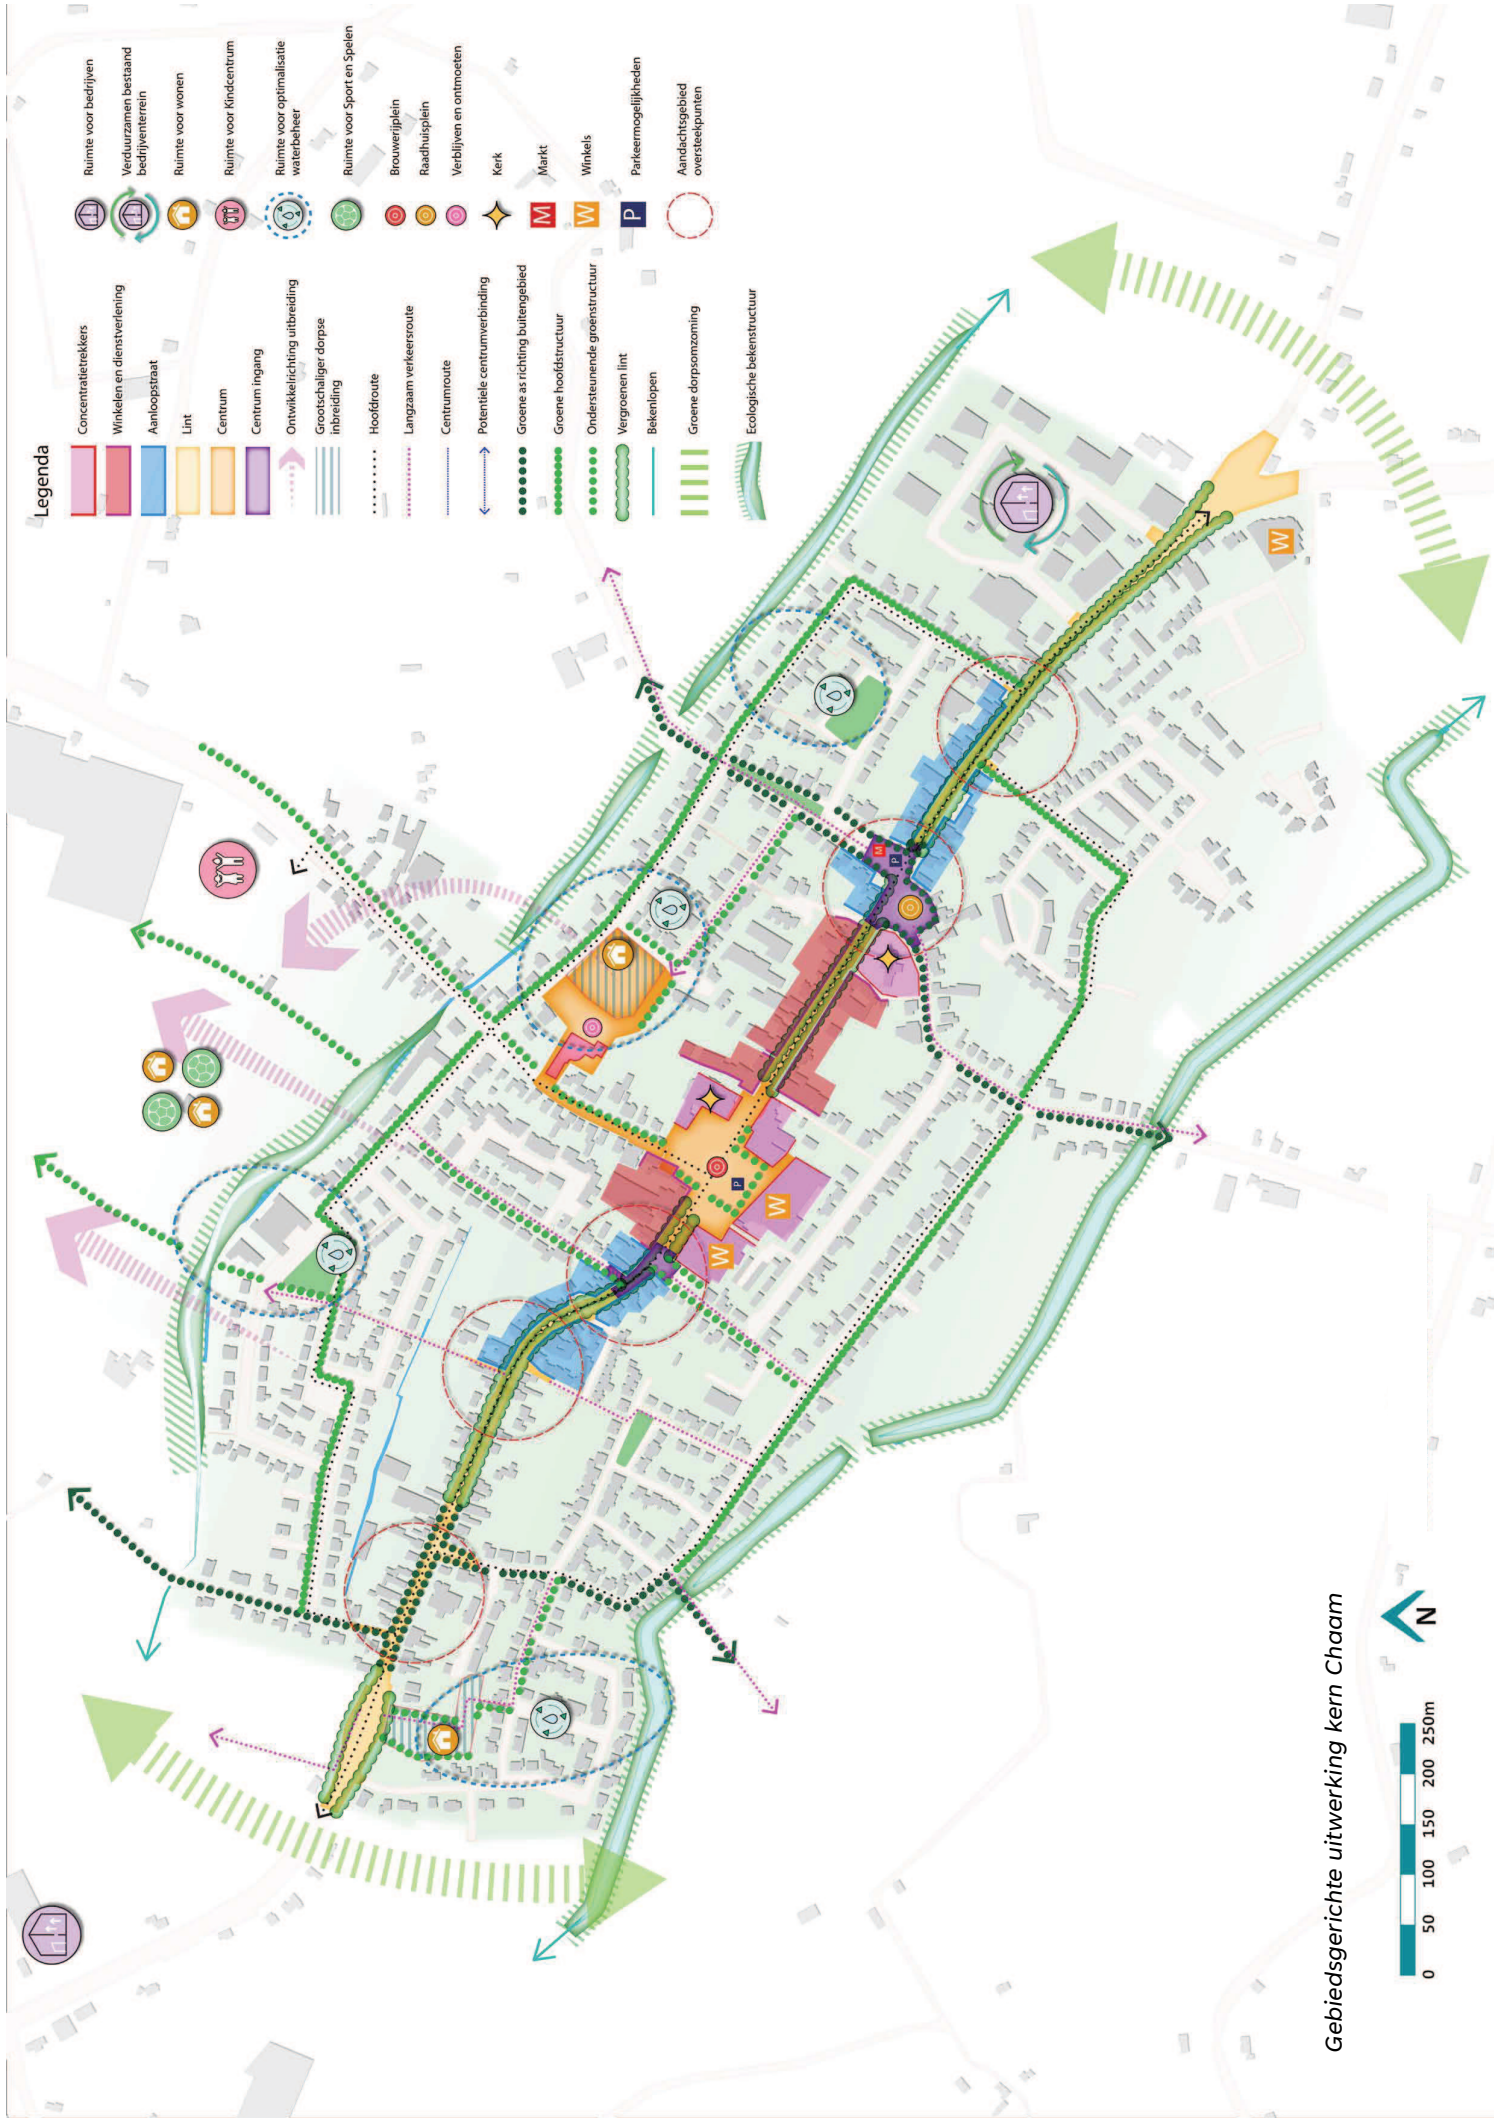 Legenda
Concentratietrekkers
Winkelen en dienstverlening
Aanloopstraat
Lint
Centrum
Centrum ingang
Ontwikkelrichting uitbreiding
Grootschaliger dorpse
inbreiding
Hoofdroute
Langzaam verkeersroute
Centrumroute
Potentiele centrumverbinding
Groene as richting buitengebied
Groene hoofdstructuur
Ondersteunende groenstructuur
Vergroenen lint
Bekenlopen
Groene dorpsomzoming
Ecologische bekenstructuur
Ruimte voor bedrijven
Verduurzamen bestaand
bedrijventerrein
Ruimte voor wonen
Ruimte voor Kindcentrum
Ruimte voor optimalisatie
waterbeheer
Ruimte voor Sport en Spelen
Brouwerijplein
Raadhuisplein
Verblijven en ontmoeten
Kerk
M Markt
W Winkels
P Parkeermogelijkheden
Aandachtsgebied
oversteekpunten
W
W
P
W
M
P
Gebiedsgerichte uitwerking kern Chaam
0 50 100 150 200 250m
N